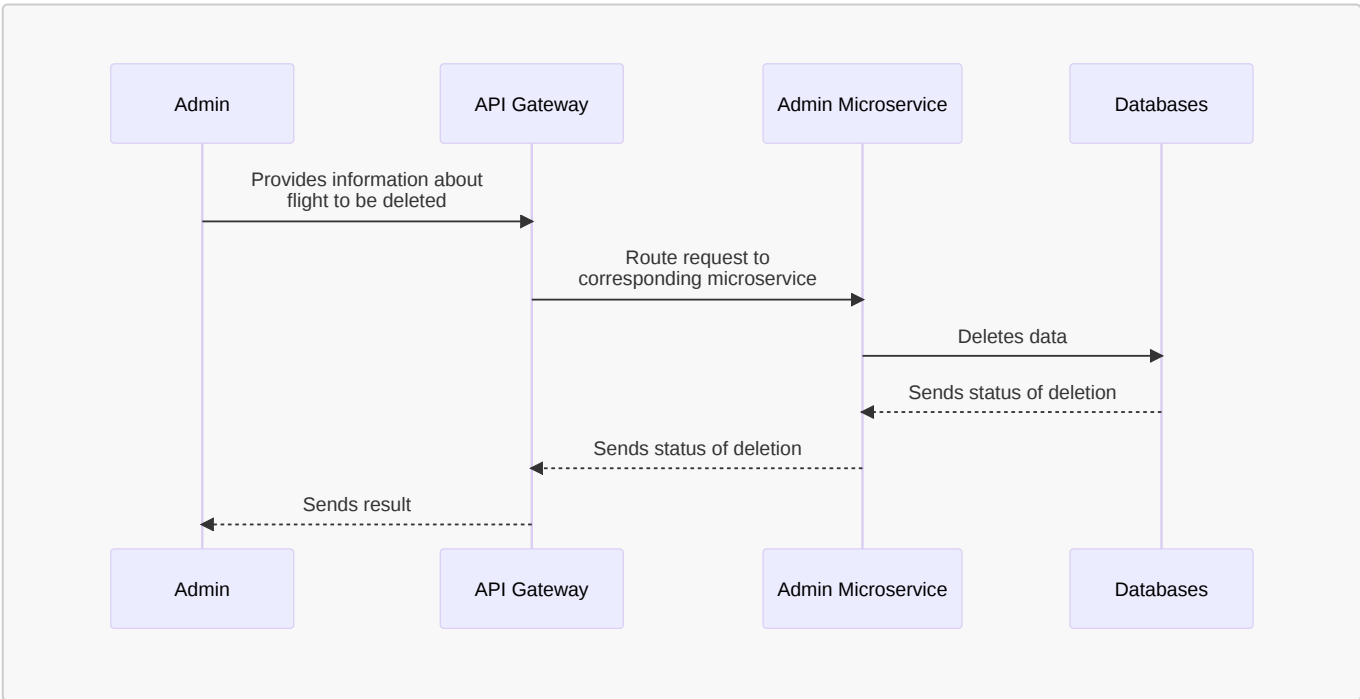 Admin
API Gateway
Admin Microservice
Databases
Provides information about
flight to be deleted
Route request to
corresponding microservice
Deletes data
Sends status of deletion
Sends status of deletion
Sends result
Admin
API Gateway
Admin Microservice
Databases